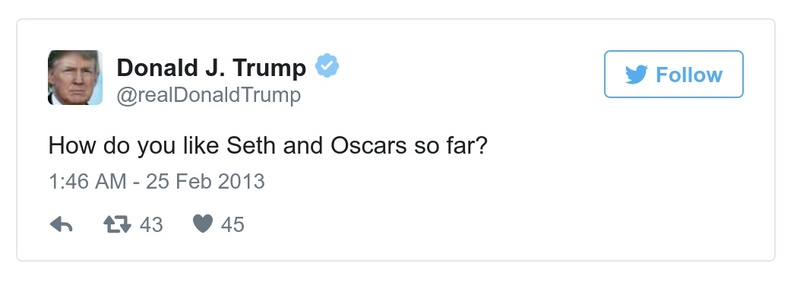 Donald J. Trump
@realDonaldTrump
Follow
How do you like Seth and Oscars so far?
1:46 AM - 25 Feb 2013
43 45